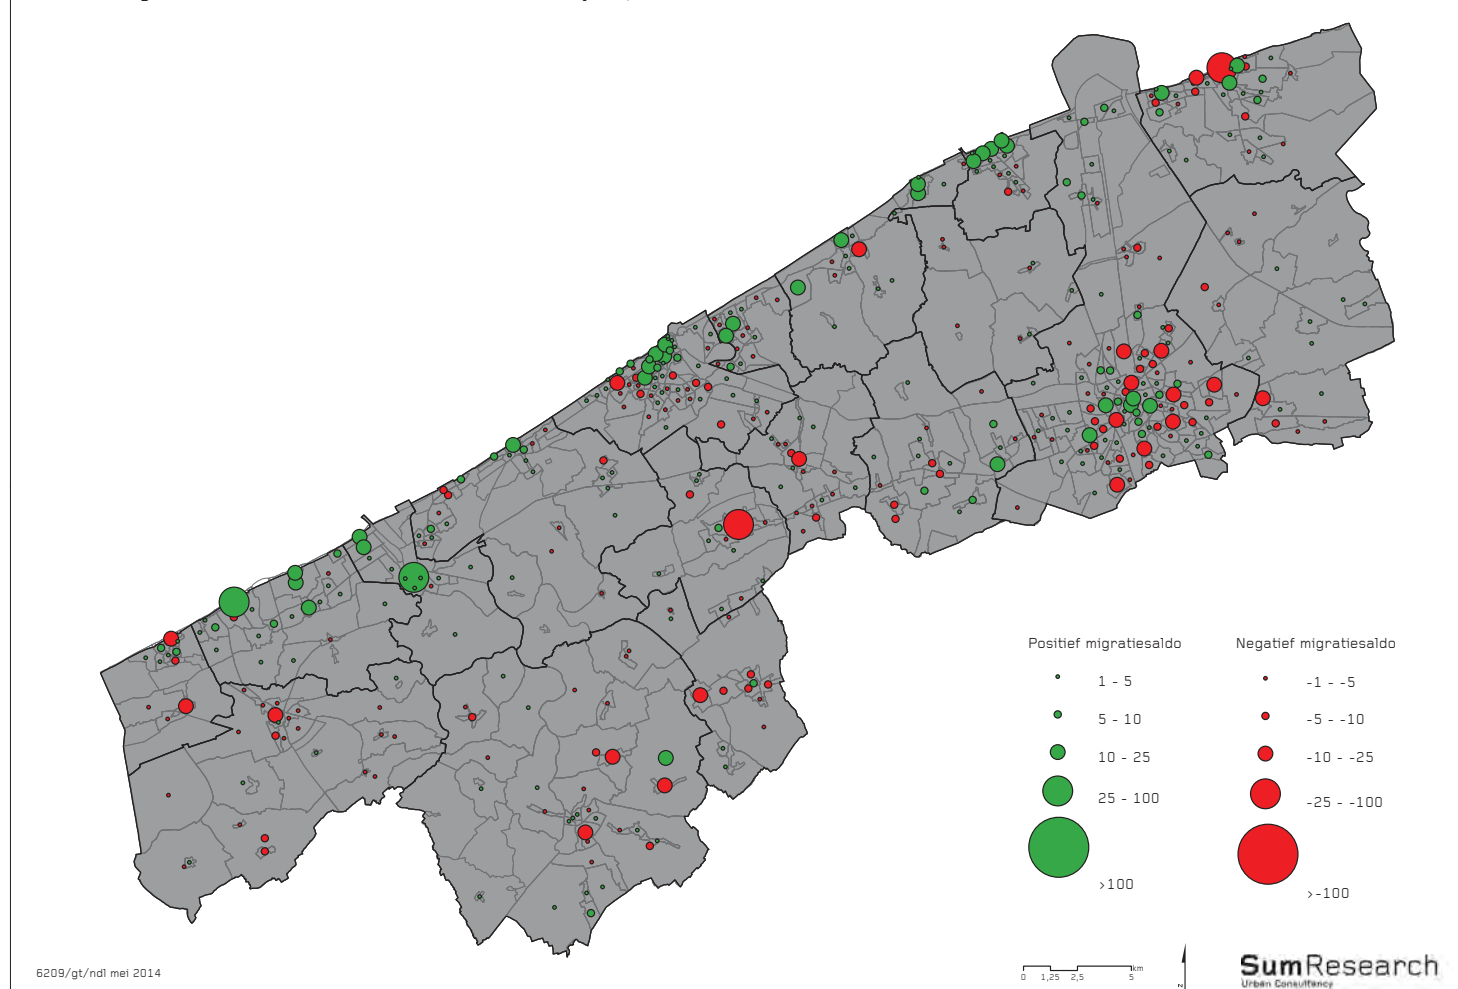 Positief migratiesaldo
1 - 5
5 - 10
10 - 25
25 - 100
>100
Negatief migratiesaldo
-1 - -5
-5 - -10
-10 - -25
-25 - -100
>-100
6209/gt/ndl mei 2014
0 1,25 2,5 5 km
N
SumResearch
Urban Consultancy